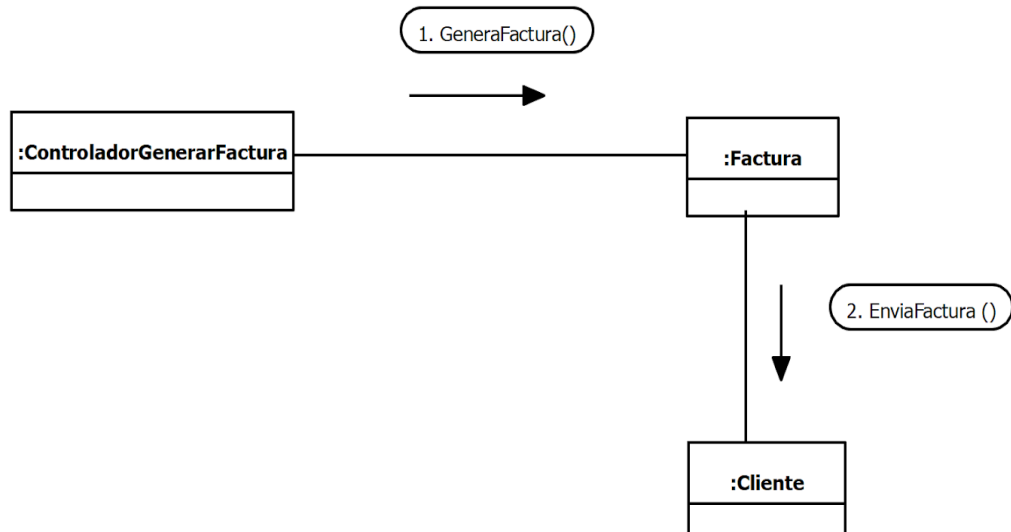 1. GeneraFactura()
:ControladorGenerarFactura
:Factura
2. EnviaFactura ()
:Cliente